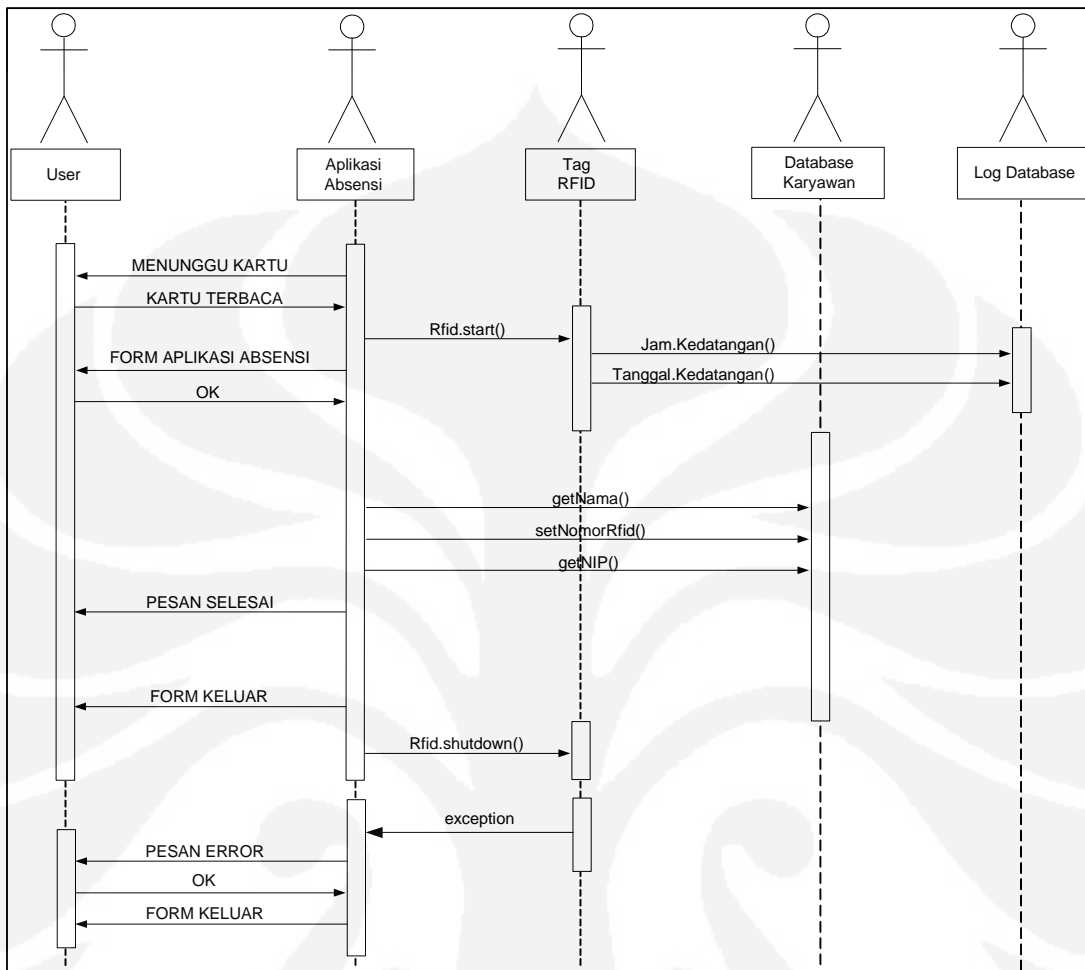 User
Aplikasi
Absensi
Tag
RFID
Database
Karyawan
Log Database
MENUNGGU KARTU
KARTU TERBACA
Rfid.start()
Jam.Kedatangan()
FORM APLIKASI ABSENSI
Tanggal.Kedatangan()
OK
getNama()
setNomorRfid()
getNIP()
PESAN SELESAI
FORM KELUAR
Rfid.shutdown()
exception
PESAN ERROR
OK
FORM KELUAR